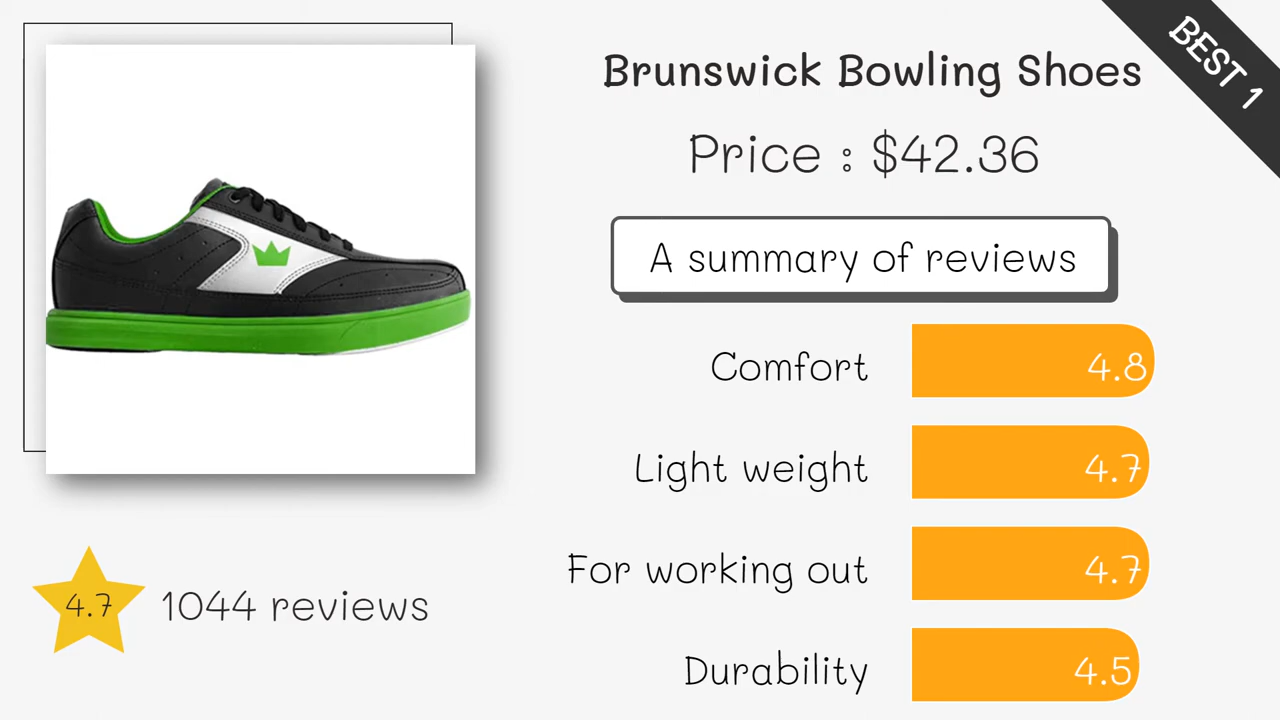 BEST 1
Brunswick Bowling Shoes
Price : $42.36
A summary of reviews
Comfort 4.8
Light weight 4.7
For working out 4.7
Durability 4.5
4.7 1044 reviews